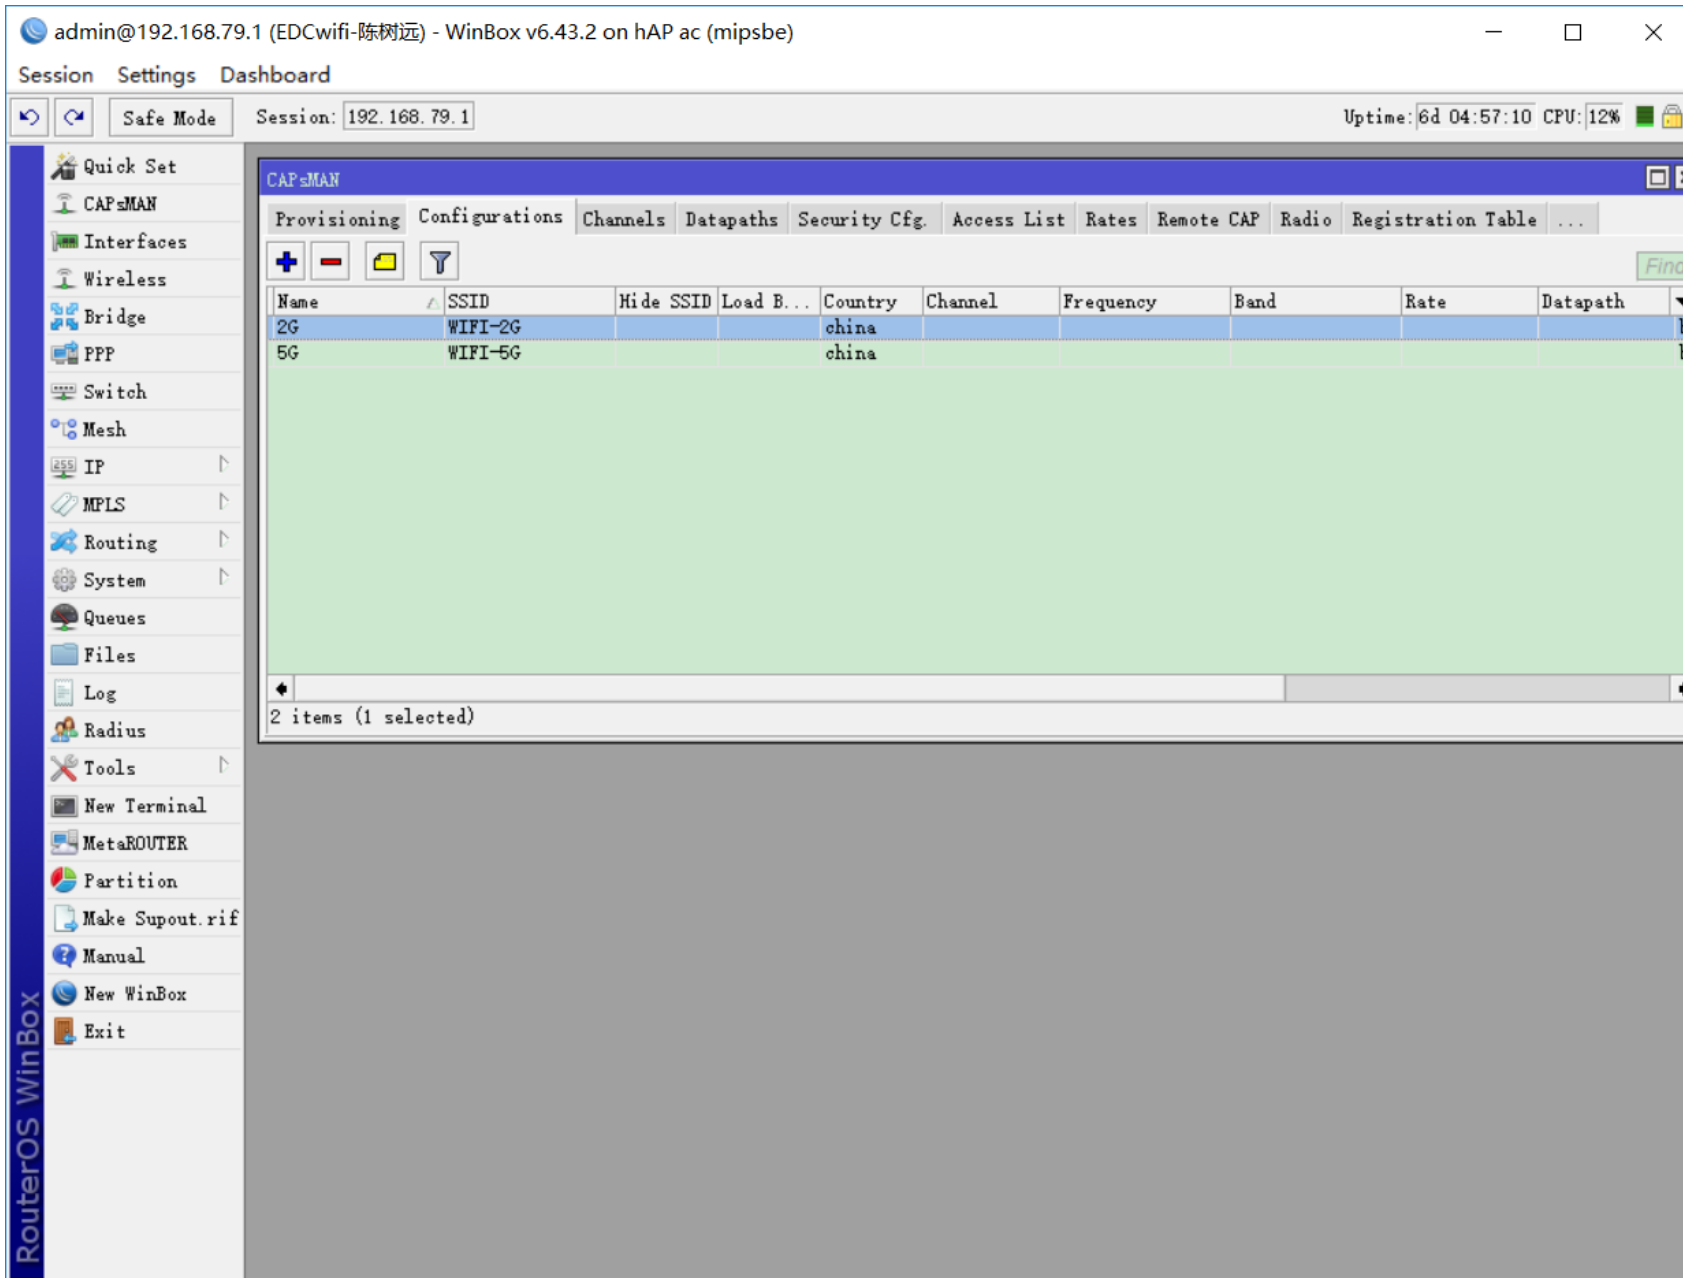 admin@192.168.79.1 (EDCwifi-陈树远) - WinBox v6.43.2 on hAP ac (mipsbe)
Session Settings Dashboard
Safe Mode Session: 192.168.79.1 Uptime: 6d 04:57:10 CPU: 12%
Quick Set
CAPsMAN
Interfaces
Wireless
Bridge
PPP
Switch
Mesh
255 IP
MPLS
Routing
System
Queues
Files
Log
Radius
Tools
New Terminal
MetaROUTER
Partition
Make Supout.rif
Manual
New WinBox
Exit
RouterOS WinBox
CAPsMAN
Provisioning Configurations Channels Datapaths Security Cfg. Access List Rates Remote CAP Radio Registration Table ...
Find
Name SSID Hide SSID Load B... Country Channel Frequency Band Rate Datapath
2G WIFI-2G china
5G WIFI-5G china
2 items (1 selected)